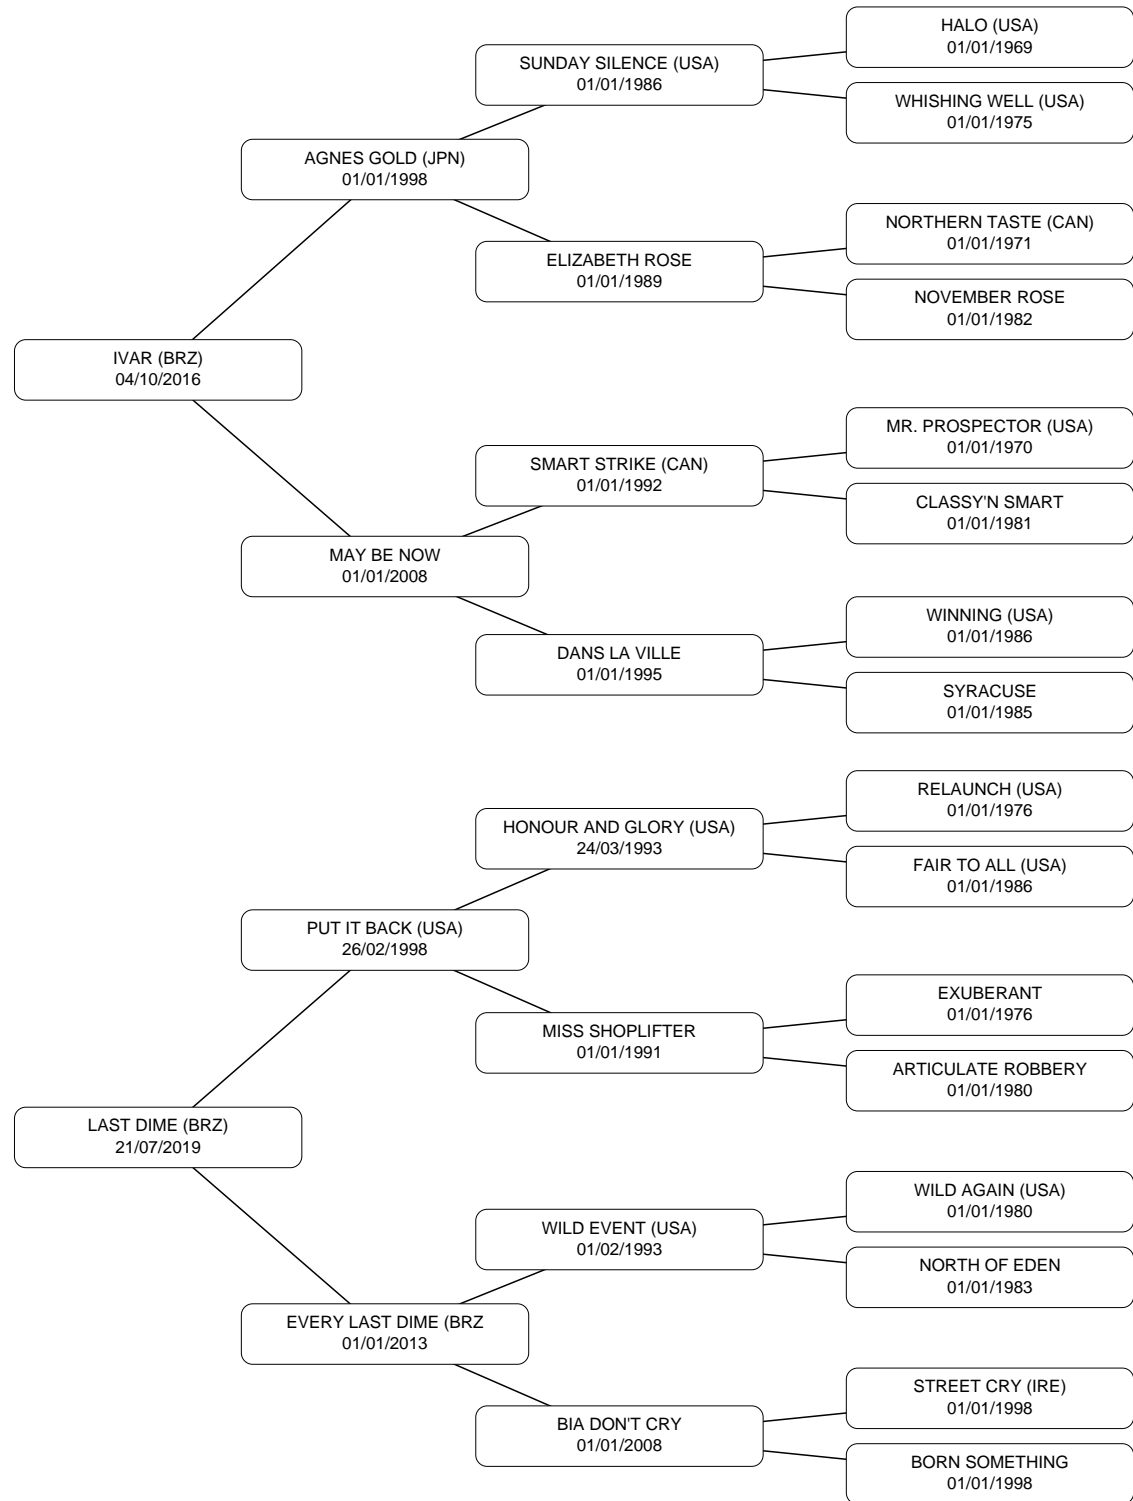 HALO (USA)
01/01/1969
SUNDAY SILENCE (USA)
01/01/1986
WHISHING WELL (USA)
01/01/1975
AGNES GOLD (JPN)
01/01/1998
NORTHERN TASTE (CAN)
01/01/1971
ELIZABETH ROSE
01/01/1989
NOVEMBER ROSE
01/01/1982
IVAR (BRZ)
04/10/2016
MR. PROSPECTOR (USA)
01/01/1970
SMART STRIKE (CAN)
01/01/1992
CLASSY'N SMART
01/01/1981
MAY BE NOW
01/01/2008
WINNING (USA)
01/01/1986
DANS LA VILLE
01/01/1995
SYRACUSE
01/01/1985
RELAUNCH (USA)
01/01/1976
HONOUR AND GLORY (USA)
24/03/1993
FAIR TO ALL (USA)
01/01/1986
PUT IT BACK (USA)
26/02/1998
EXUBERANT
01/01/1976
MISS SHOPLIFTER
01/01/1991
ARTICULATE ROBBERY
01/01/1980
LAST DIME (BRZ)
21/07/2019
WILD AGAIN (USA)
01/01/1980
WILD EVENT (USA)
01/02/1993
NORTH OF EDEN
01/01/1983
EVERY LAST DIME (BRZ
01/01/2013
STREET CRY (IRE)
01/01/1998
BIA DON'T CRY
01/01/2008
BORN SOMETHING
01/01/1998